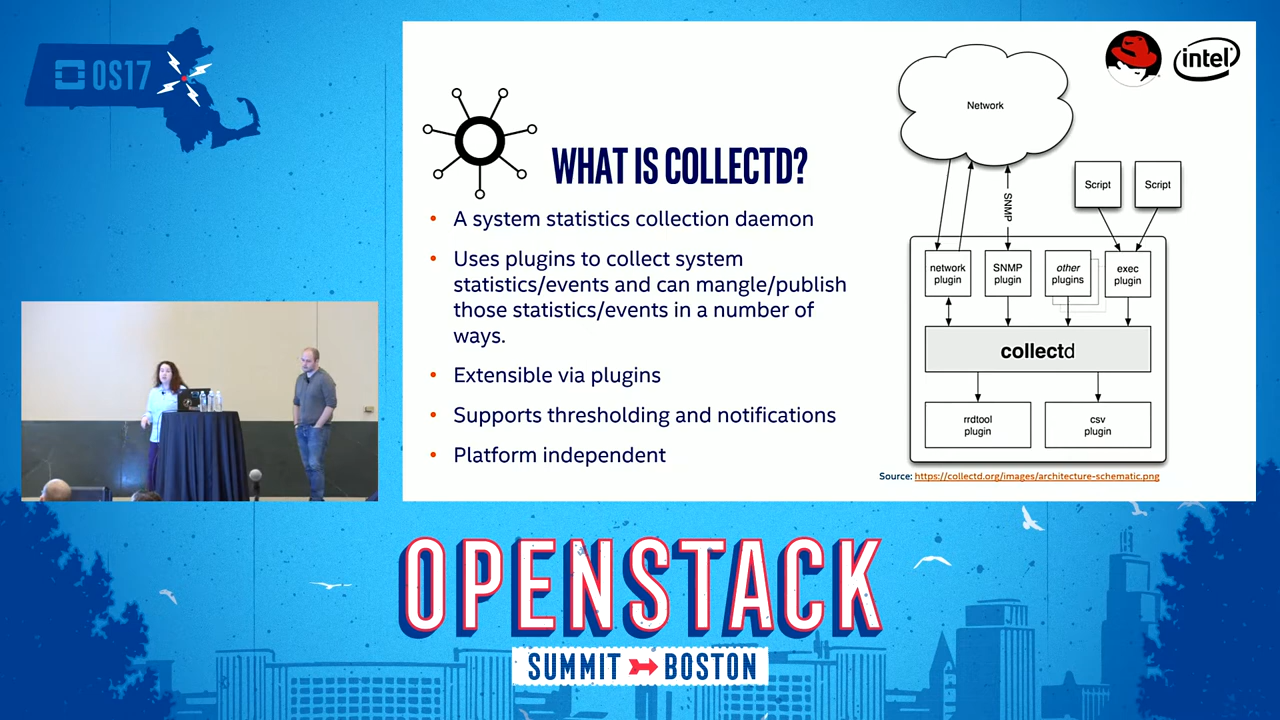 OS17
intel
WHAT IS COLLECTD?
• A system statistics collection daemon
• Uses plugins to collect system
statistics/events and can mangle/publish
those statistics/events in a number of
ways.
• Extensible via plugins
• Supports thresholding and notifications
• Platform independent
Network
SNMP
Script
Script
network
plugin
SNMP
plugin
other
plugins
exec
plugin
collectd
rrdtool
plugin
csv
plugin
Source: https://collectd.org/images/architecture-schematic.png
OPENSTACK
SUMMIT BOSTON